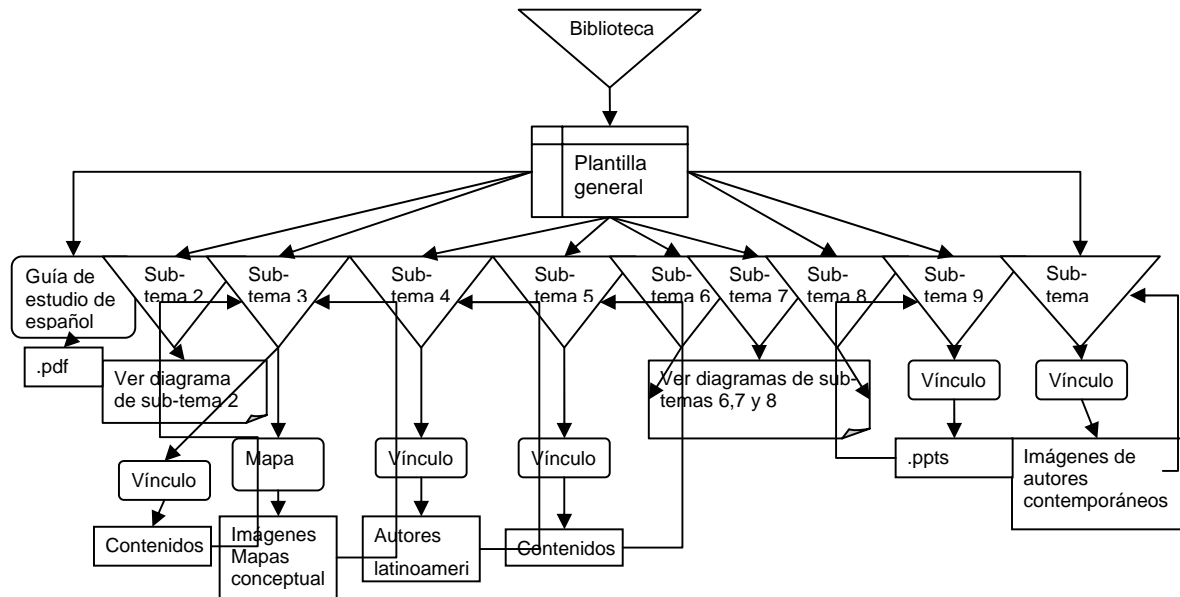 Biblioteca
Plantilla
general
Guía de
estudio de
español
Sub-
tema 2
Sub-
tema 3
Sub-
tema 4
Sub-
tema 5
Sub-
tema 6
Sub-
tema 7
Sub-
tema 8
Sub-
tema 9
Sub-
tema
.pdf
Ver diagrama
de sub-tema 2
Ver diagramas de sub-
temas 6,7 y 8
Vínculo
Vínculo
Vínculo
Mapa
Vínculo
Vínculo
.ppts
Imágenes de
autores
contemporáneos
Contenidos
Imágenes
Mapas
conceptual
Autores
latinoameri
Contenidos